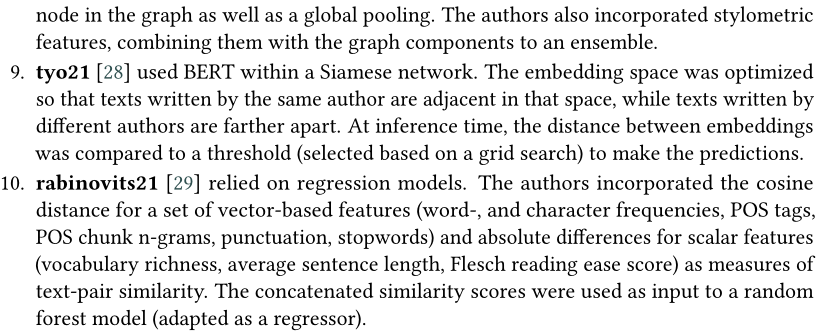 node in the graph as well as a global pooling. The authors also incorporated stylometric
features, combining them with the graph components to an ensemble.
9. tyo21 [28] used BERT within a Siamese network. The embedding space was optimized
so that texts written by the same author are adjacent in that space, while texts written by
different authors are farther apart. At inference time, the distance between embeddings
was compared to a threshold (selected based on a grid search) to make the predictions.
10. rabinovits21 [29] relied on regression models. The authors incorporated the cosine
distance for a set of vector-based features (word-, and character frequencies, POS tags,
POS chunk n-grams, punctuation, stopwords) and absolute differences for scalar features
(vocabulary richness, average sentence length, Flesch reading ease score) as measures of
text-pair similarity. The concatenated similarity scores were used as input to a random
forest model (adapted as a regressor).